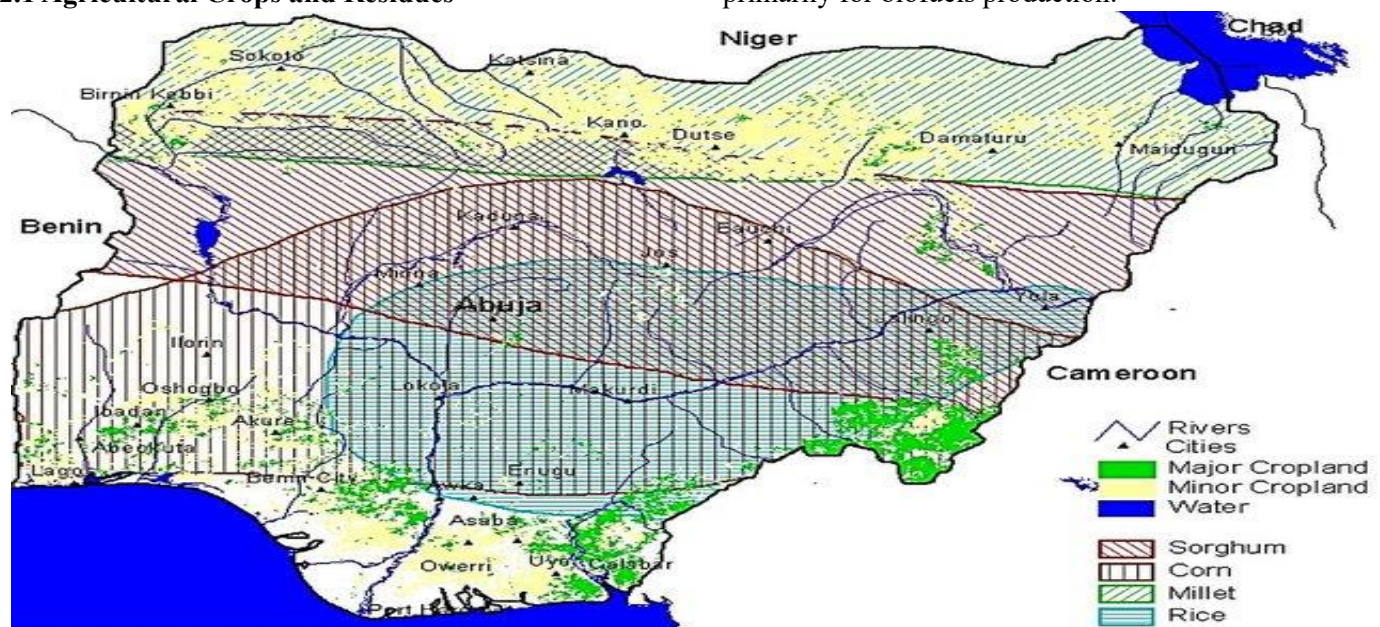 2.1 Agricultural Crops and Residues
primarily for biofuels production.
Niger
Chad
Sokoto
Katsina
Birnin Kebbi
Kano
Dutse
Damaturu
Maidugun
Benin
Kaduna
Bauchi
Jos
Minna
Abuja
Yola
Jalingo
Ilorin
Lokoja
Makurdi
Cameroon
Oshogbo
Ibadan
Akure
Abeokuta
Enugu
Benin-City
Asaba
Owerri
Uyo
Calabar
Rivers
Cities
Major Cropland
Minor Cropland
Water
Sorghum
Corn
Millet
Rice